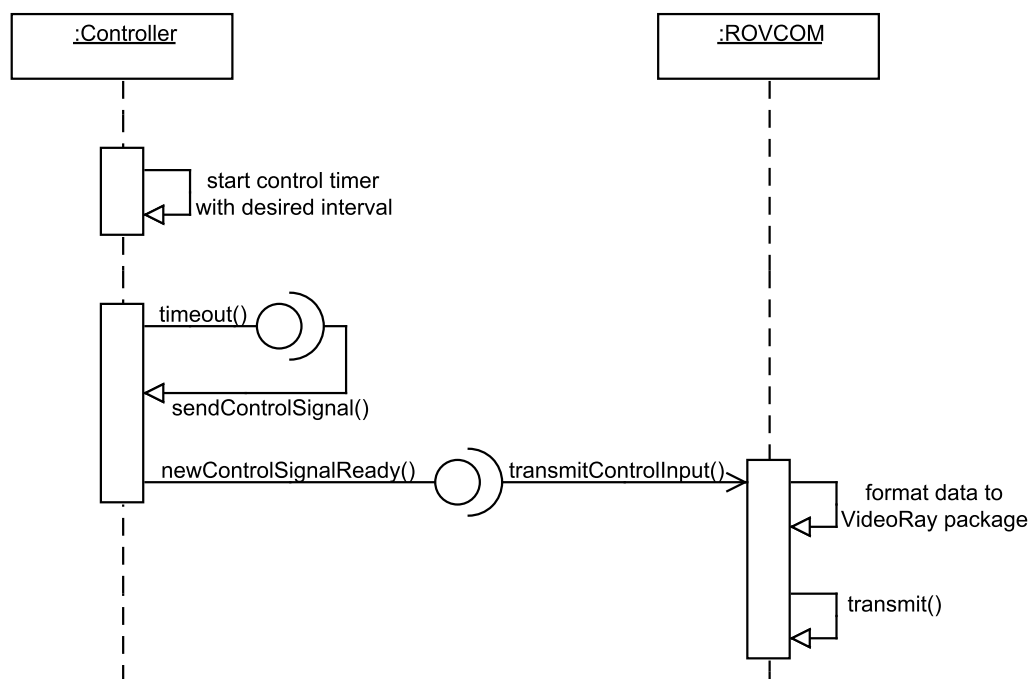 :Controller
:ROVCOM
start control timer
with desired interval
timeout()
sendControlSignal()
newControlSignalReady()
transmitControlInput()
format data to
VideoRay package
transmit()